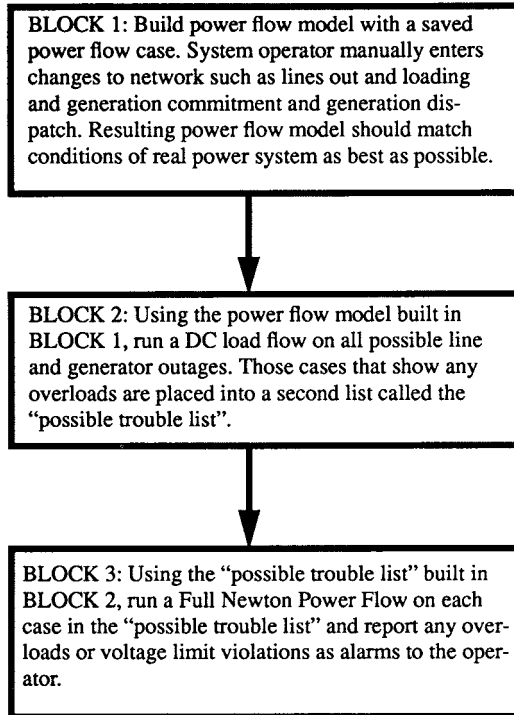 BLOCK 1: Build power flow model with a saved
power flow case. System operator manually enters
changes to network such as lines out and loading
and generation commitment and generation dis-
patch. Resulting power flow model should match
conditions of real power system as best as possible.
BLOCK 2: Using the power flow model built in
BLOCK 1, run a DC load flow on all possible line
and generator outages. Those cases that show any
overloads are placed into a second list called the
“possible trouble list”.
BLOCK 3: Using the “possible trouble list” built in
BLOCK 2, run a Full Newton Power Flow on each
case in the “possible trouble list” and report any over-
loads or voltage limit violations as alarms to the oper-
ator.